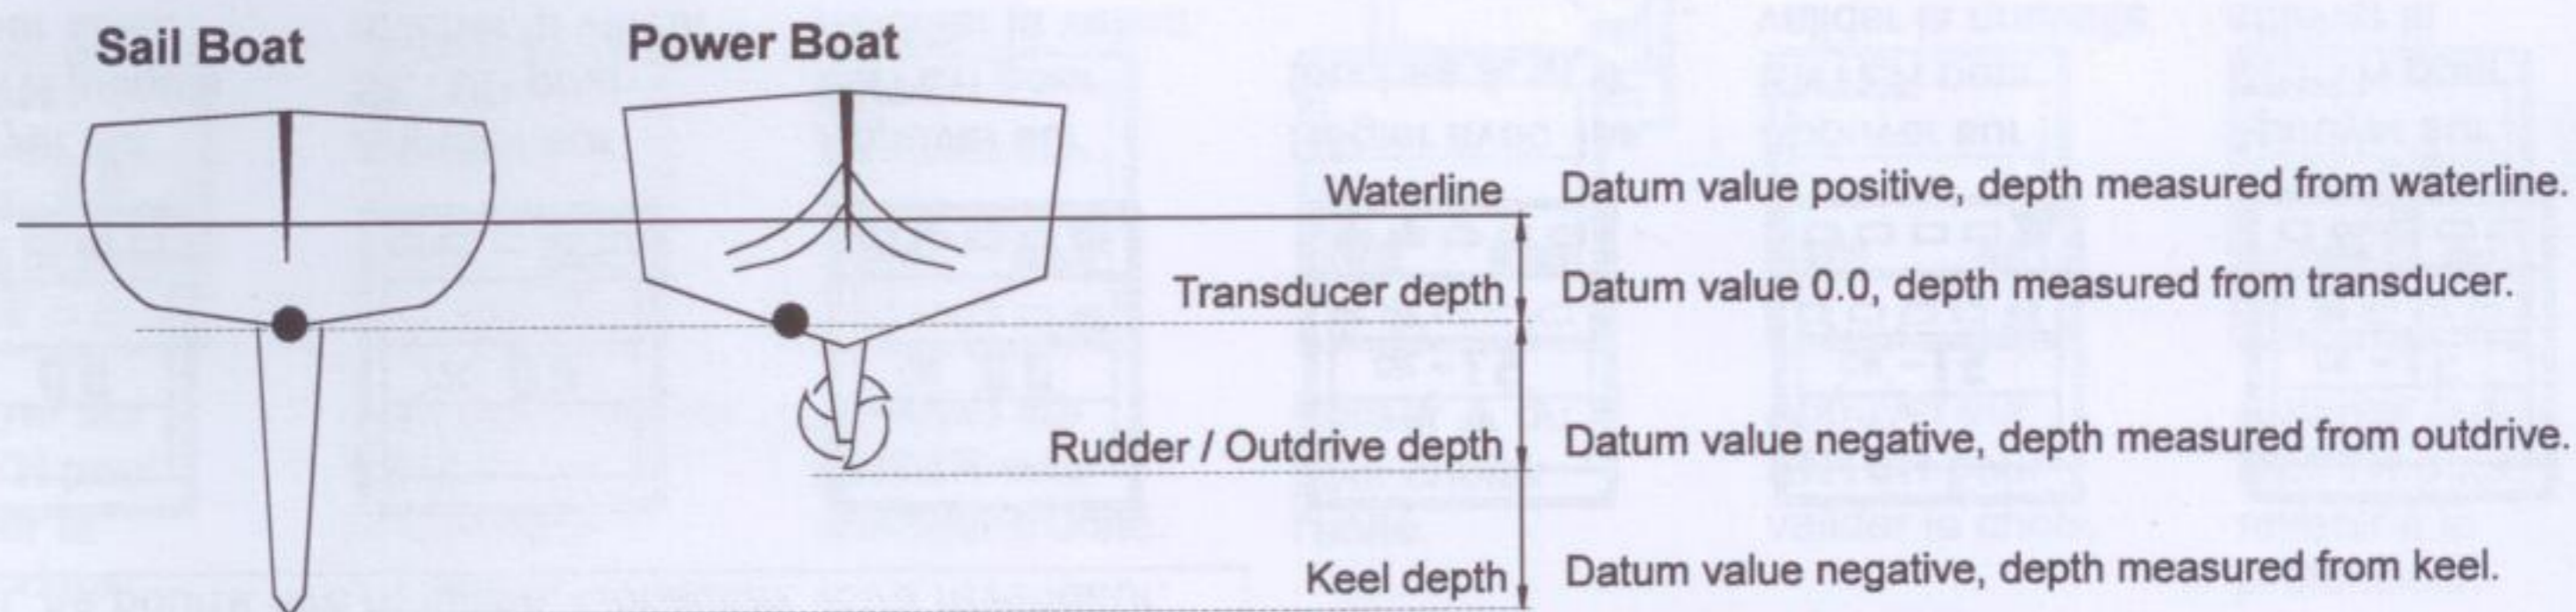 Sail Boat
Power Boat
Waterline
Datum value positive, depth measured from waterline.
Transducer depth
Datum value 0.0, depth measured from transducer.
Rudder / Outdrive depth
Datum value negative, depth measured from outdrive.
Keel depth
Datum value negative, depth measured from keel.